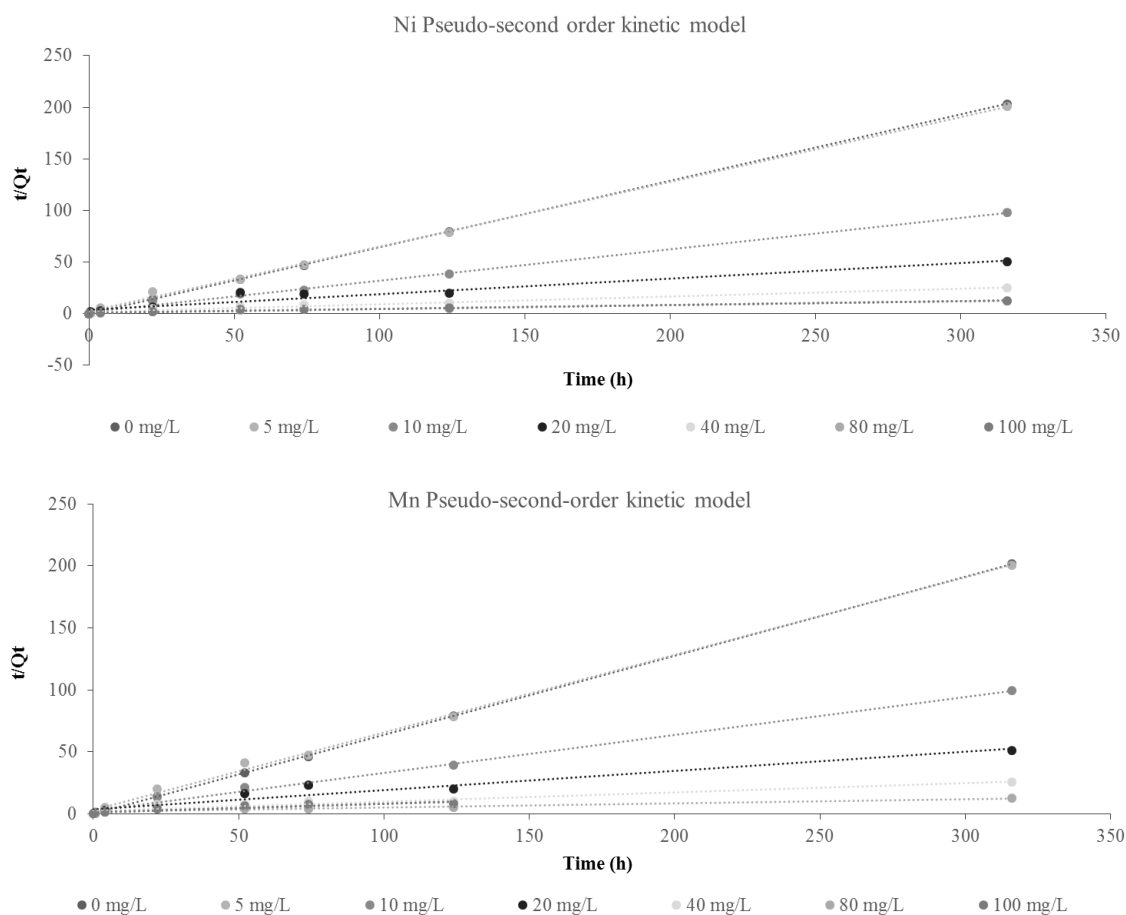 Ni Pseudo-second order kinetic model
250
200
150
100
50
0
-50
t/Qt
0 50 100 150 200 250 300 350
Time (h)
0 mg/L 5 mg/L 10 mg/L 20 mg/L 40 mg/L 80 mg/L 100 mg/L
Mn Pseudo-second-order kinetic model
250
200
150
100
50
0
t/Qt
0 50 100 150 200 250 300 350
Time (h)
0 mg/L 5 mg/L 10 mg/L 20 mg/L 40 mg/L 80 mg/L 100 mg/L